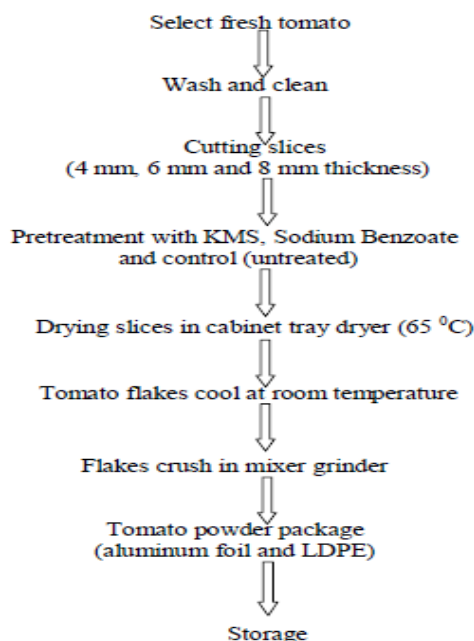 Select fresh tomato
Wash and clean
Cutting slices
(4 mm, 6 mm and 8 mm thickness)
Pretreatment with KMS, Sodium Benzoate
and control (untreated)
Drying slices in cabinet tray dryer (65 ⁰C)
Tomato flakes cool at room temperature
Flakes crush in mixer grinder
Tomato powder package
(aluminum foil and LDPE)
Storage